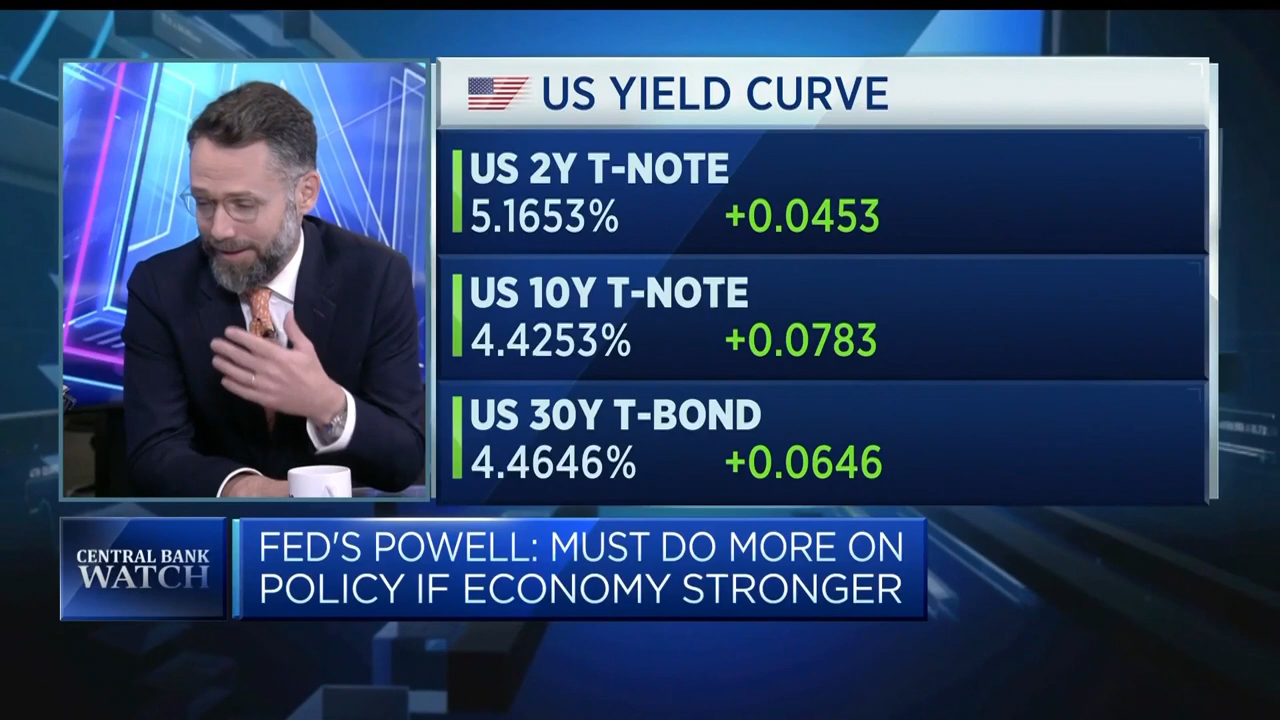 US YIELD CURVE
US 2Y T-NOTE
5.1653% +0.0453
US 10Y T-NOTE
4.4253% +0.0783
US 30Y T-BOND
4.4646% +0.0646
CENTRAL BANK
WATCH
FED'S POWELL: MUST DO MORE ON
POLICY IF ECONOMY STRONGER